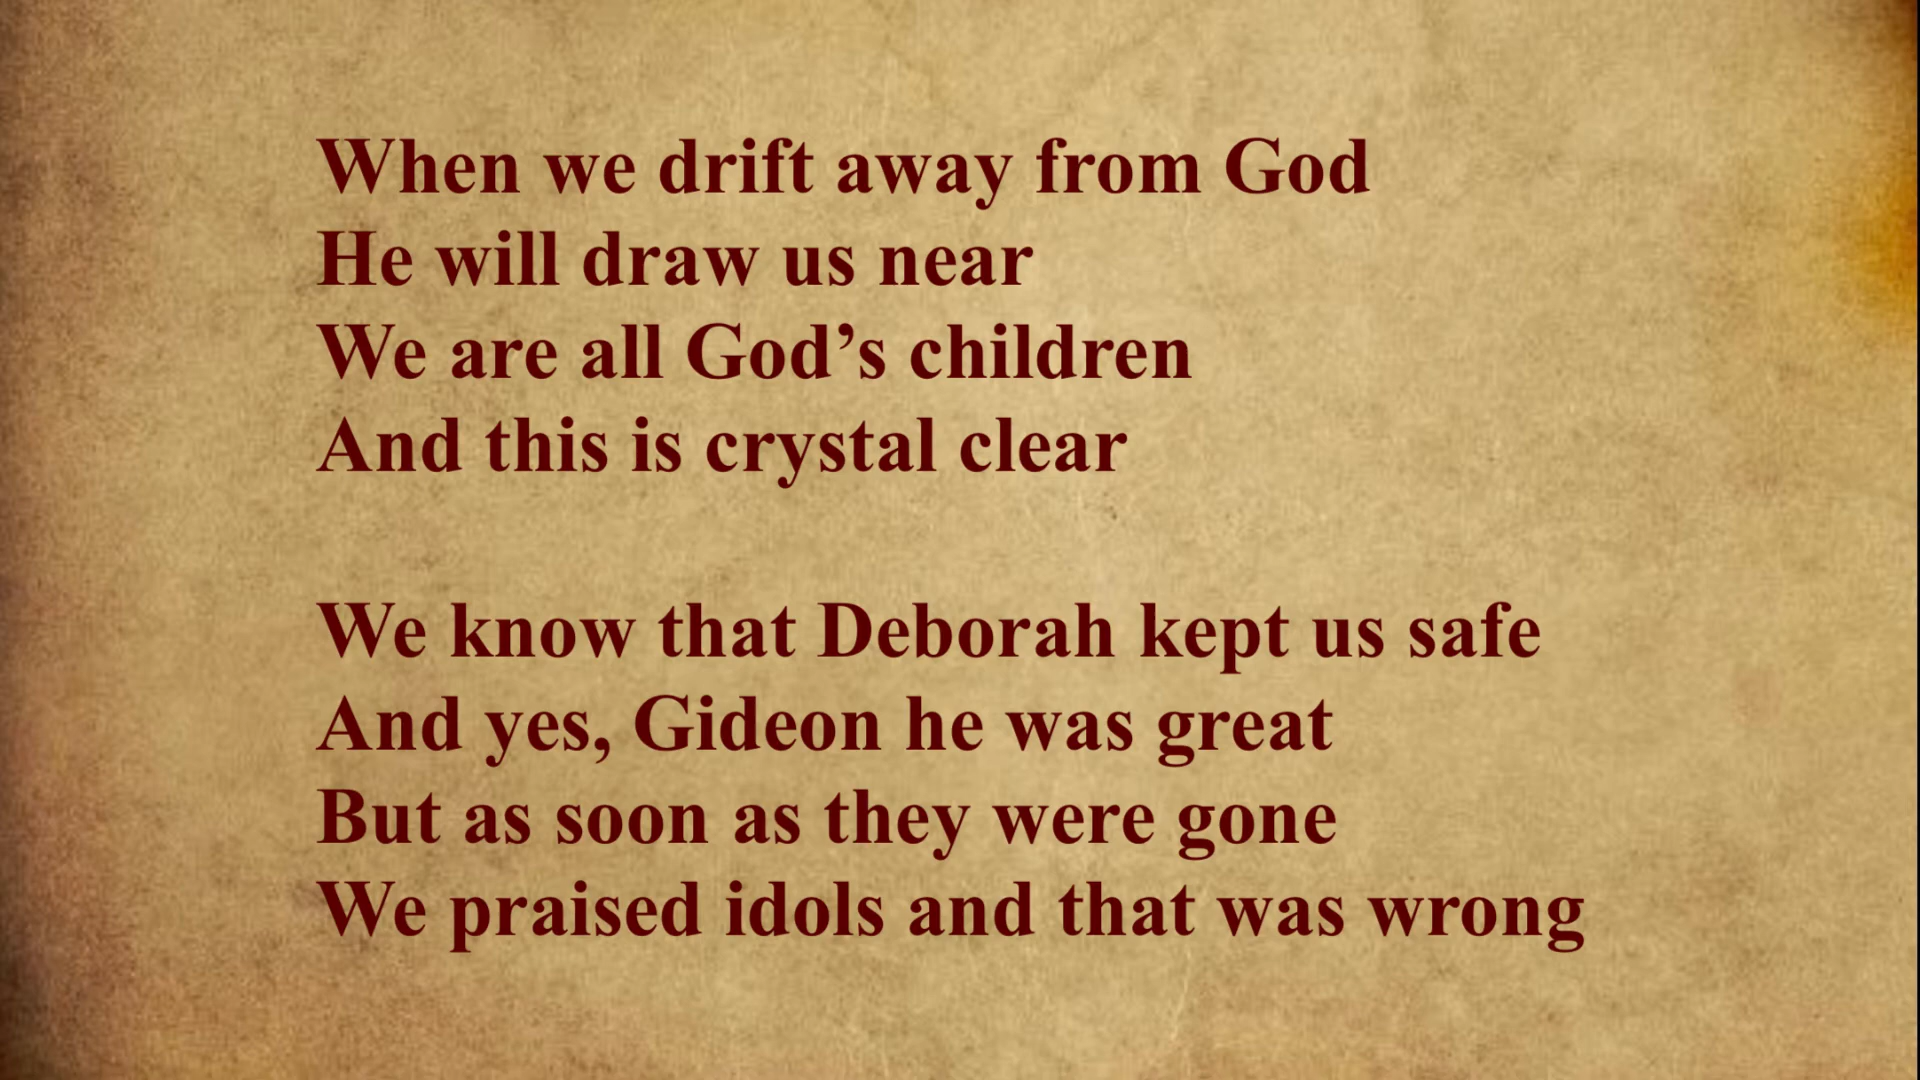 When we drift away from God
He will draw us near
We are all God’s children
And this is crystal clear
We know that Deborah kept us safe
And yes, Gideon he was great
But as soon as they were gone
We praised idols and that was wrong